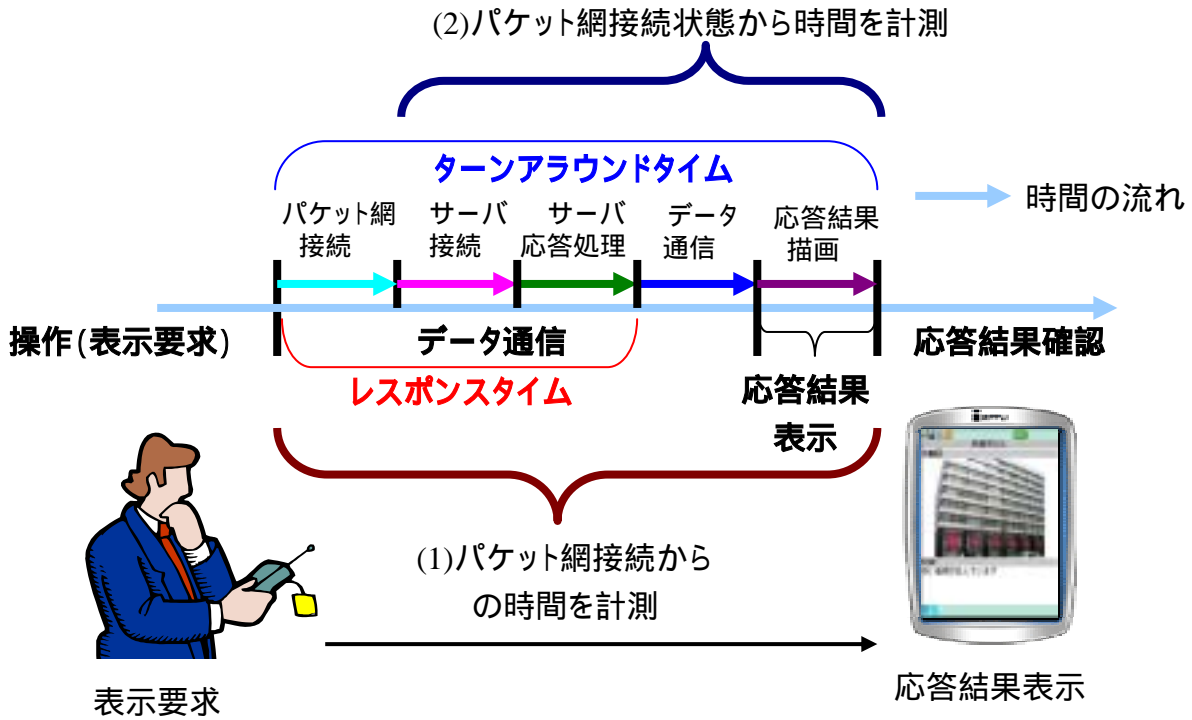 (2)パケット網接続状態から時間を計測
ターンアラウンドタイム
時間の流れ
パケット網
接続
サーバ
接続
サーバ
応答処理
データ
通信
応答結果
描画
操作(表示要求)
データ通信
応答結果確認
レスポンスタイム
応答結果
表示
(1)パケット網接続から
の時間を計測
表示要求
応答結果表示